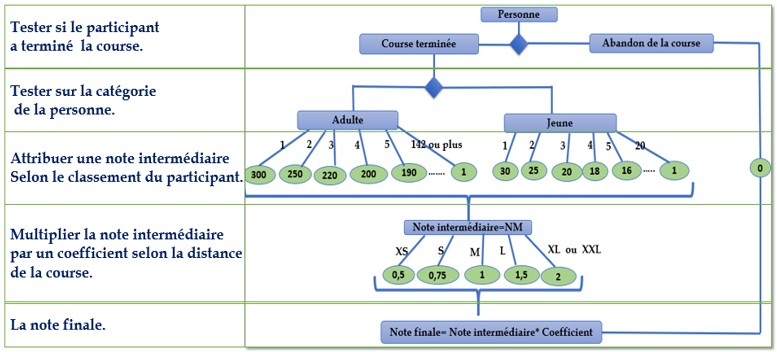 Personne
Tester si le participant
a terminé la course.
Course terminée
Abandon de la course
Tester sur la catégorie
de la personne.
Adulte
Jeune
1 2 3 4 5 142 ou plus
1 2 3 4 5 20
Attribuer une note intermédiaire
Selon le classement du participant.
300 250 220 200 190 ....... 1
30 25 20 18 16 ..... 1
0
Note intermédiaire=NM
Multiplier la note intermédiaire
par un coefficient selon la distance
de la course.
XS S M L XL ou XXL
0,5 0,75 1 1,5 2
La note finale.
Note finale= Note intermédiaire* Coefficient